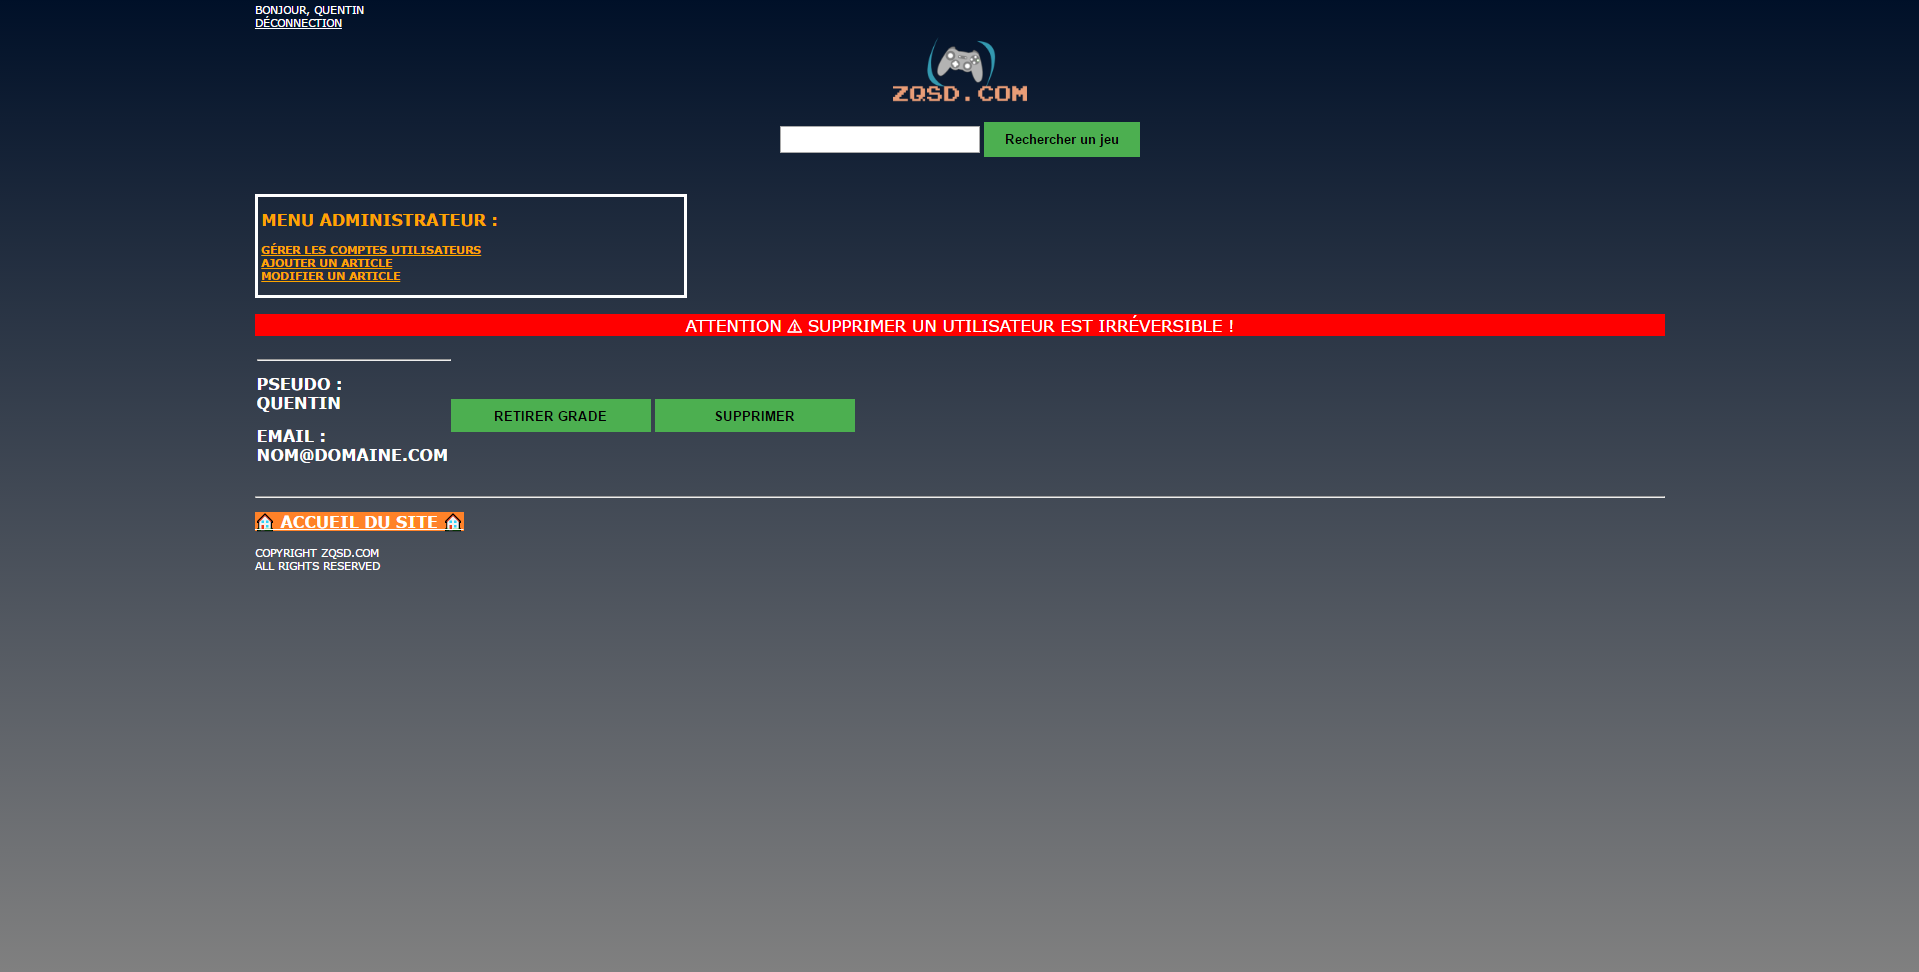 BONJOUR, QUENTIN
DÉCONNECTION
ZQSD.COM
Rechercher un jeu
MENU ADMINISTRATEUR :
GÉRER LES COMPTES UTILISATEURS
AJOUTER UN ARTICLE
MODIFIER UN ARTICLE
ATTENTION ⚠ SUPPRIMER UN UTILISATEUR EST IRRÉVERSIBLE !
PSEUDO :
QUENTIN
RETIRER GRADE SUPPRIMER
EMAIL :
NOM@DOMAINE.COM
🏠 ACCUEIL DU SITE 🏠
COPYRIGHT ZQSD.COM
ALL RIGHTS RESERVED